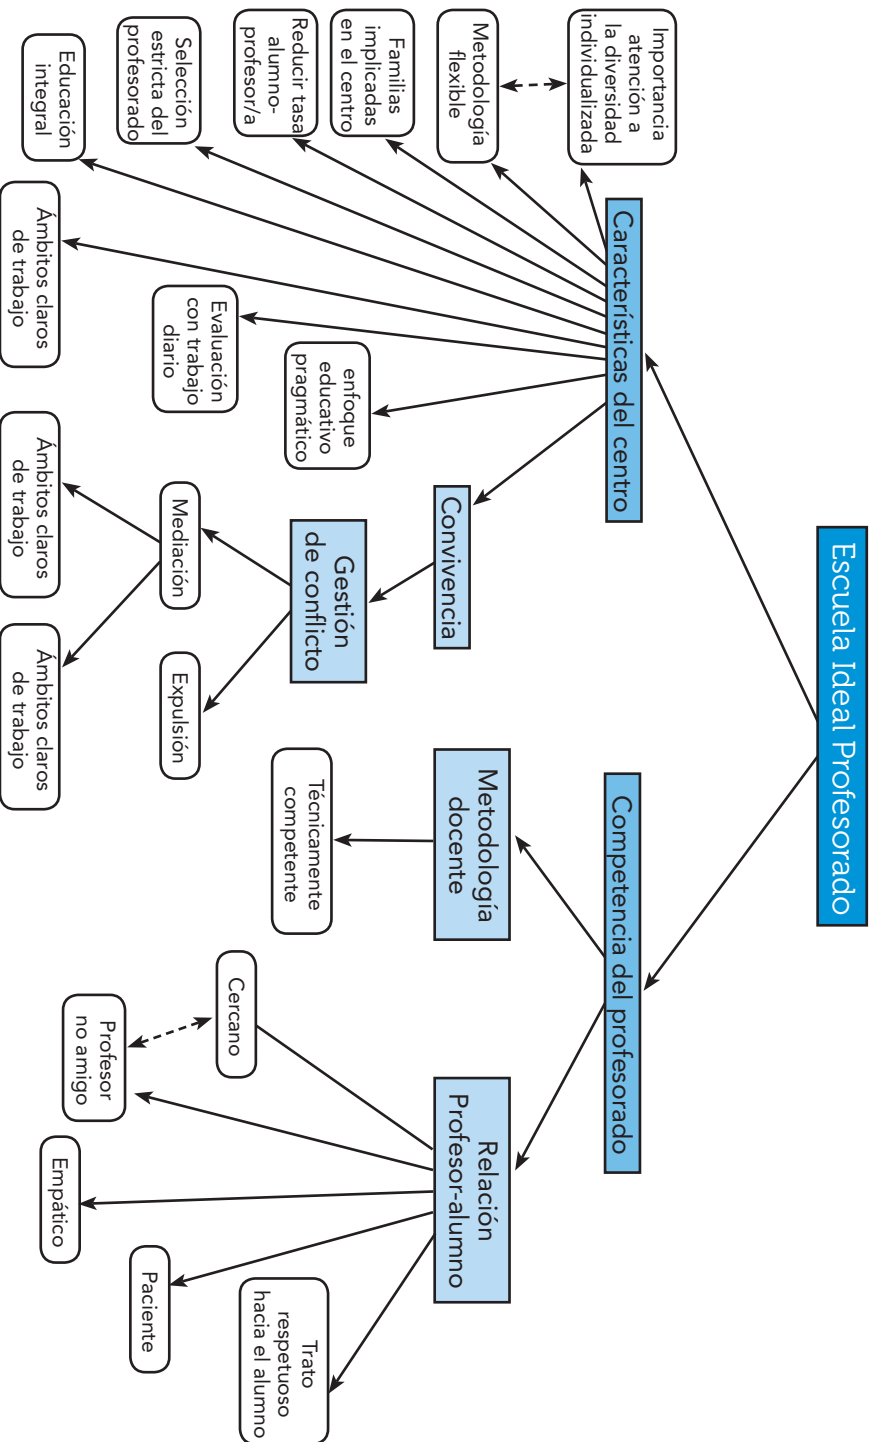 Escuela Ideal Profesorado
Características del centro
Competencia del profesorado
Importancia
atención a
la diversidad
individualizada
Metodología
flexible
Familias
implicadas
en el centro
Reducir tasa
alumno-
profesor/a
Selección
estricta del
profesorado
Educación
integral
Ámbitos claros
de trabajo
Evaluación
con trabajo
diario
enfoque
educativo
pragmático
Convivencia
Gestión
de conflicto
Mediación
Expulsión
Ámbitos claros
de trabajo
Ámbitos claros
de trabajo
Metodología
docente
Técnicamente
competente
Relación
Profesor-alumno
Cercano
Profesor
no amigo
Empático
Paciente
Trato
respetuoso
hacia el alumno